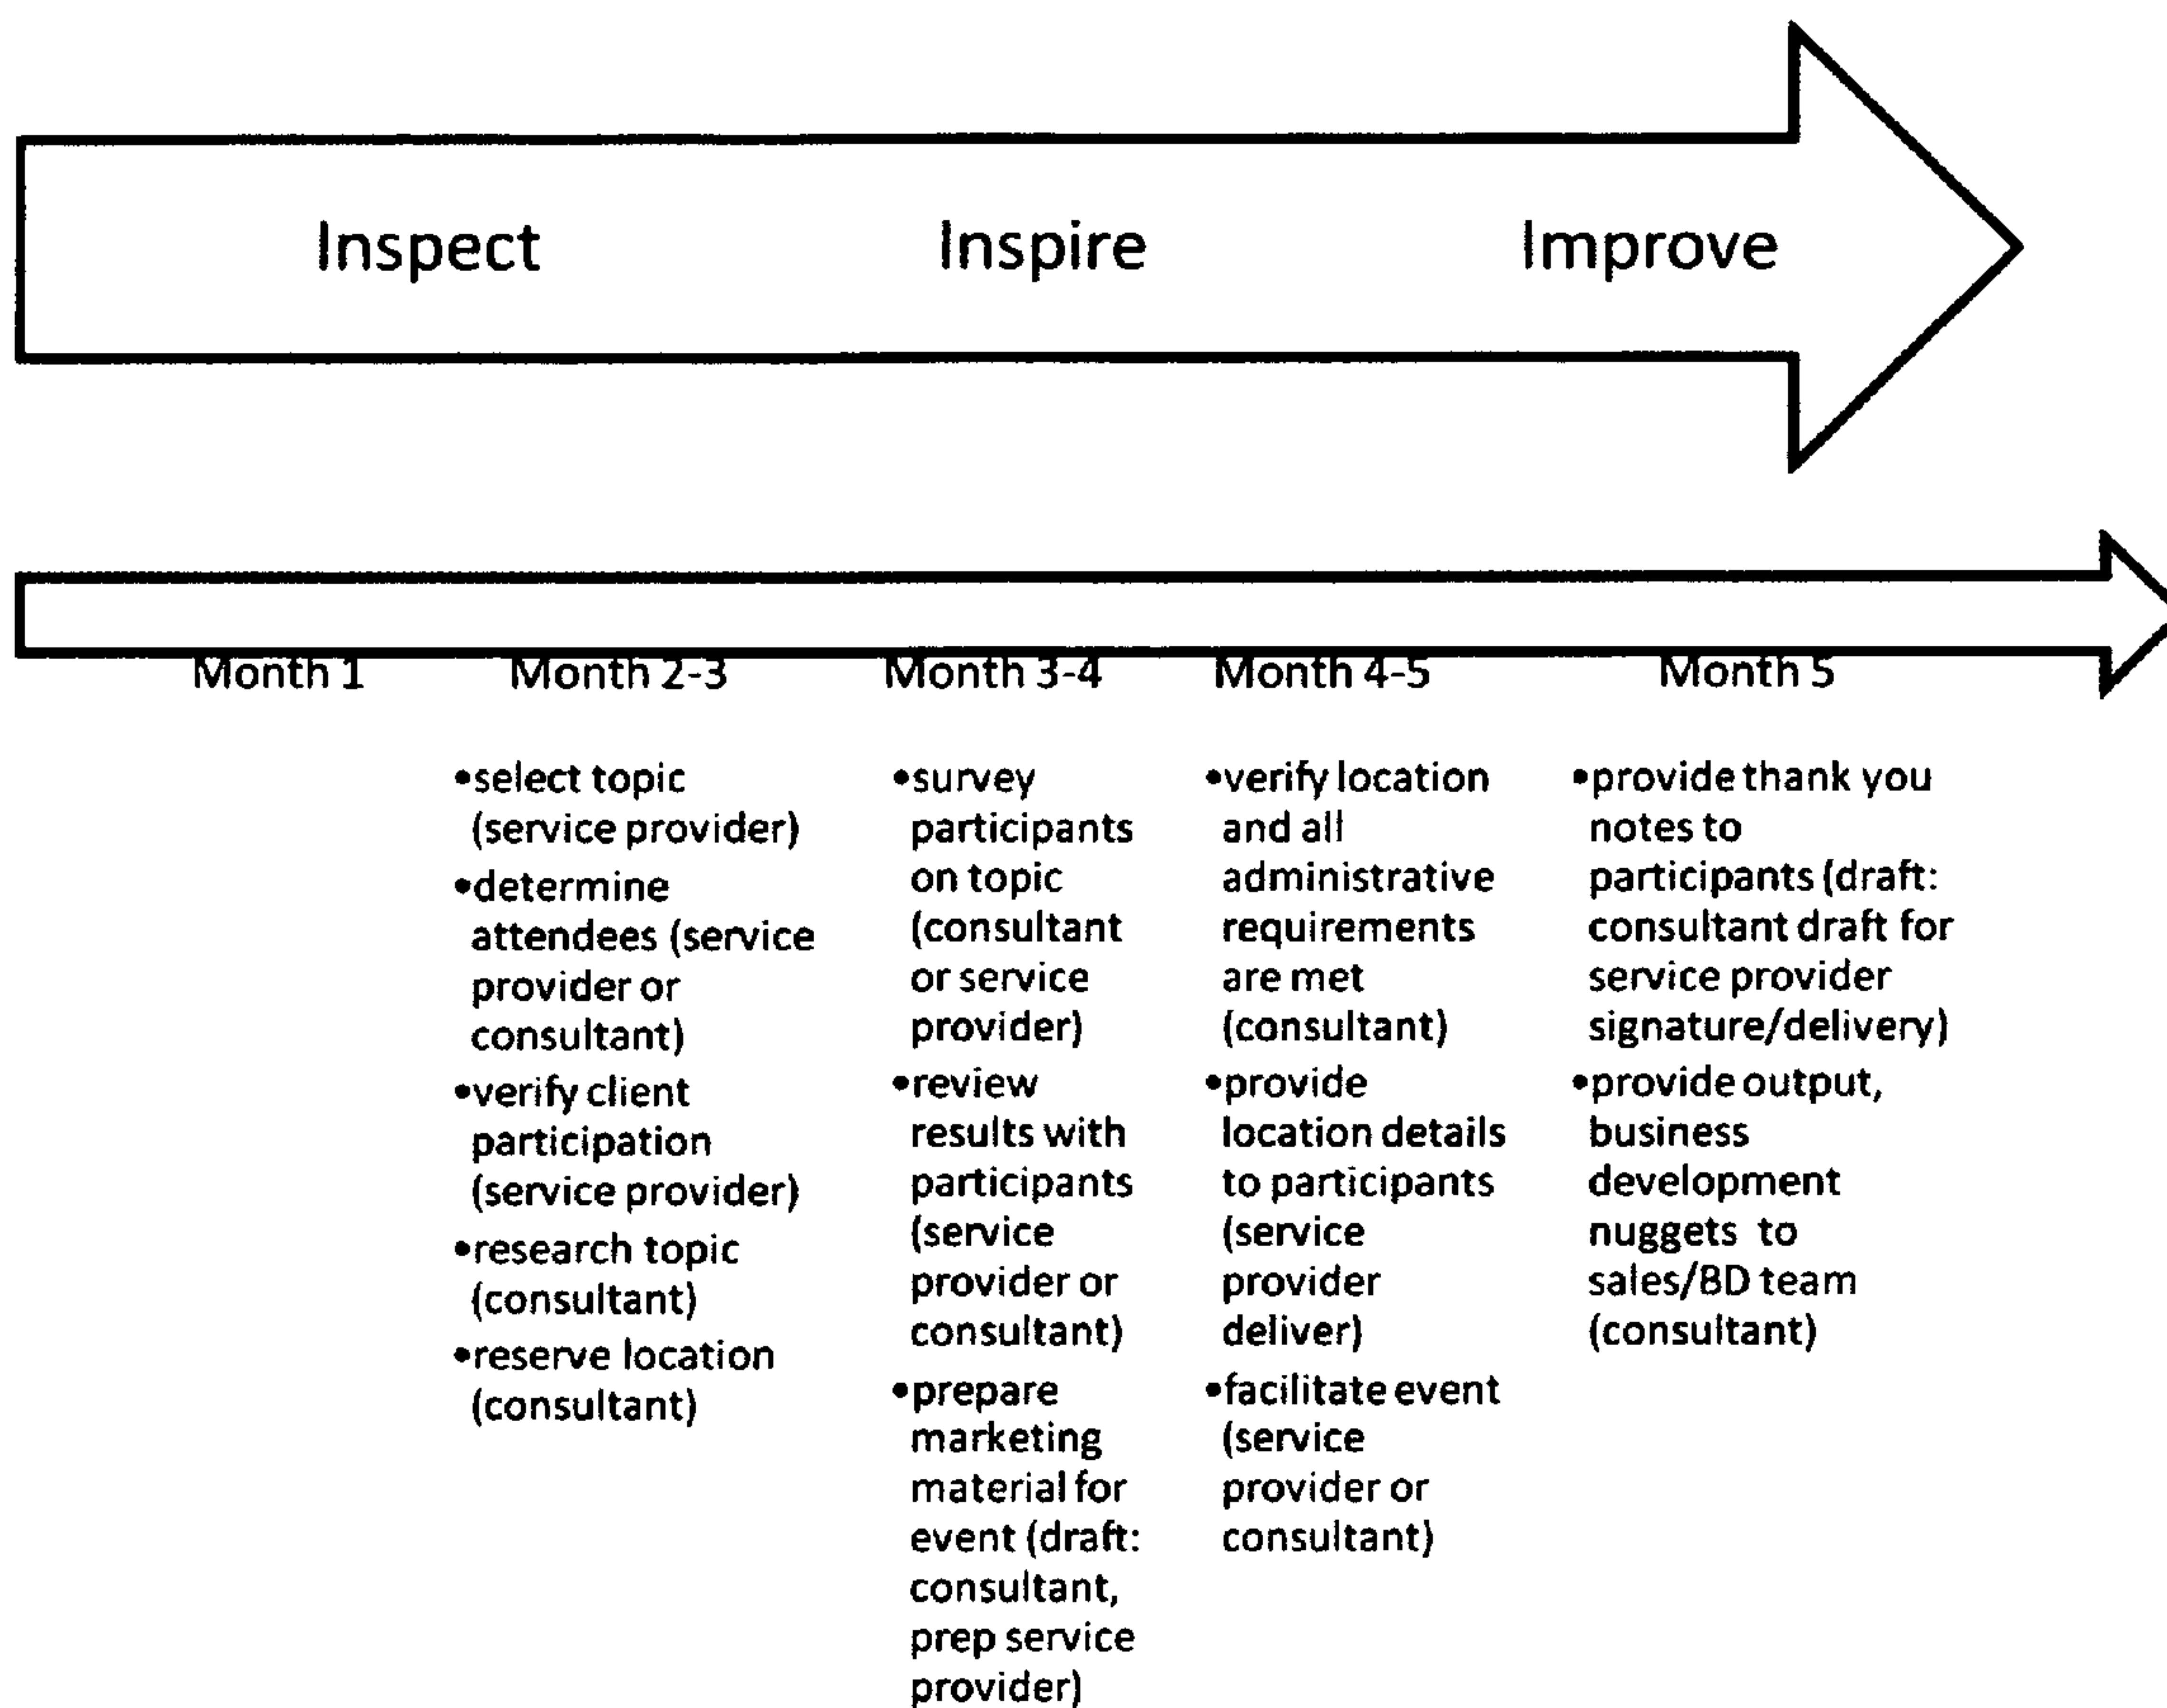 Inspect Inspire Improve
Month 1 Month 2-3 Month 3-4 Month 4-5 Month 5
•select topic
(service provider)
•determine
attendees (service
provider or
consultant)
•verify client
participation
(service provider)
•research topic
(consultant)
•reserve location
(consultant)
•survey
participants
on topic
(consultant
or service
provider)
•review
results with
participants
(service
provider or
consultant)
•prepare
marketing
material for
event (draft:
consultant,
prep service
provider)
•verify location
and all
administrative
requirements
are met
(consultant)
•provide
location details
to participants
(service
provider
deliver)
•facilitate event
(service
provider or
consultant)
•provide thank you
notes to
participants (draft:
consultant draft for
service provider
signature/delivery)
•provide output,
business
development
nuggets to
sales/BD team
(consultant)